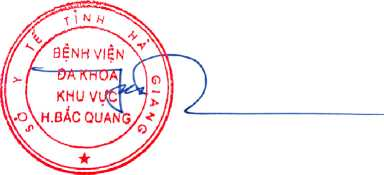 SỞ Y TẾ TỈNH HÀ GIANG
BỆNH VIỆN
ĐA KHOA
KHU VỰC
H.BẮC QUANG